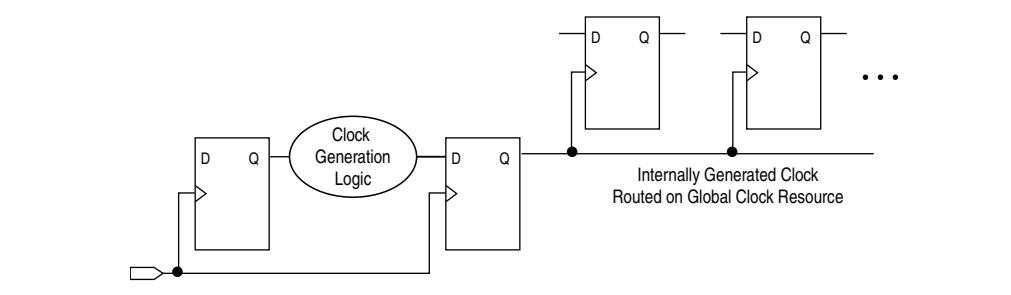 D Q
D Q
• • •
Clock
Generation
Logic
D Q
D Q
Internally Generated Clock
Routed on Global Clock Resource